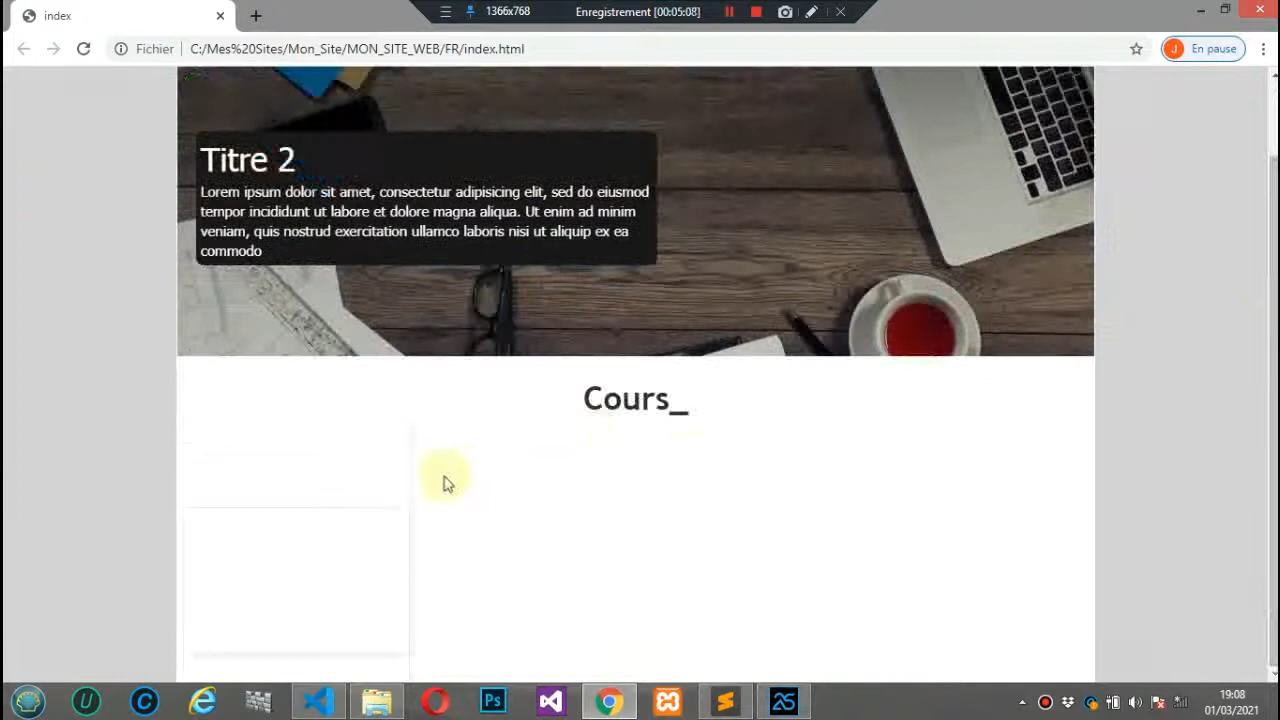 index
1366x768
Enregistrement [00:05:08]
Fichier
C:/Mes%20Sites/Mon_Site/MON_SITE_WEB/FR/index.html
J
En pause
Titre 2
Lorem ipsum dolor sit amet, consectetur adipisicing elit, sed do eiusmod
tempor incididunt ut labore et dolore magna aliqua. Ut enim ad minim
veniam, quis nostrud exercitation ullamco laboris nisi ut aliquip ex ea
commodo
Cours_
U
C
Ps
25
19:08
01/03/2021